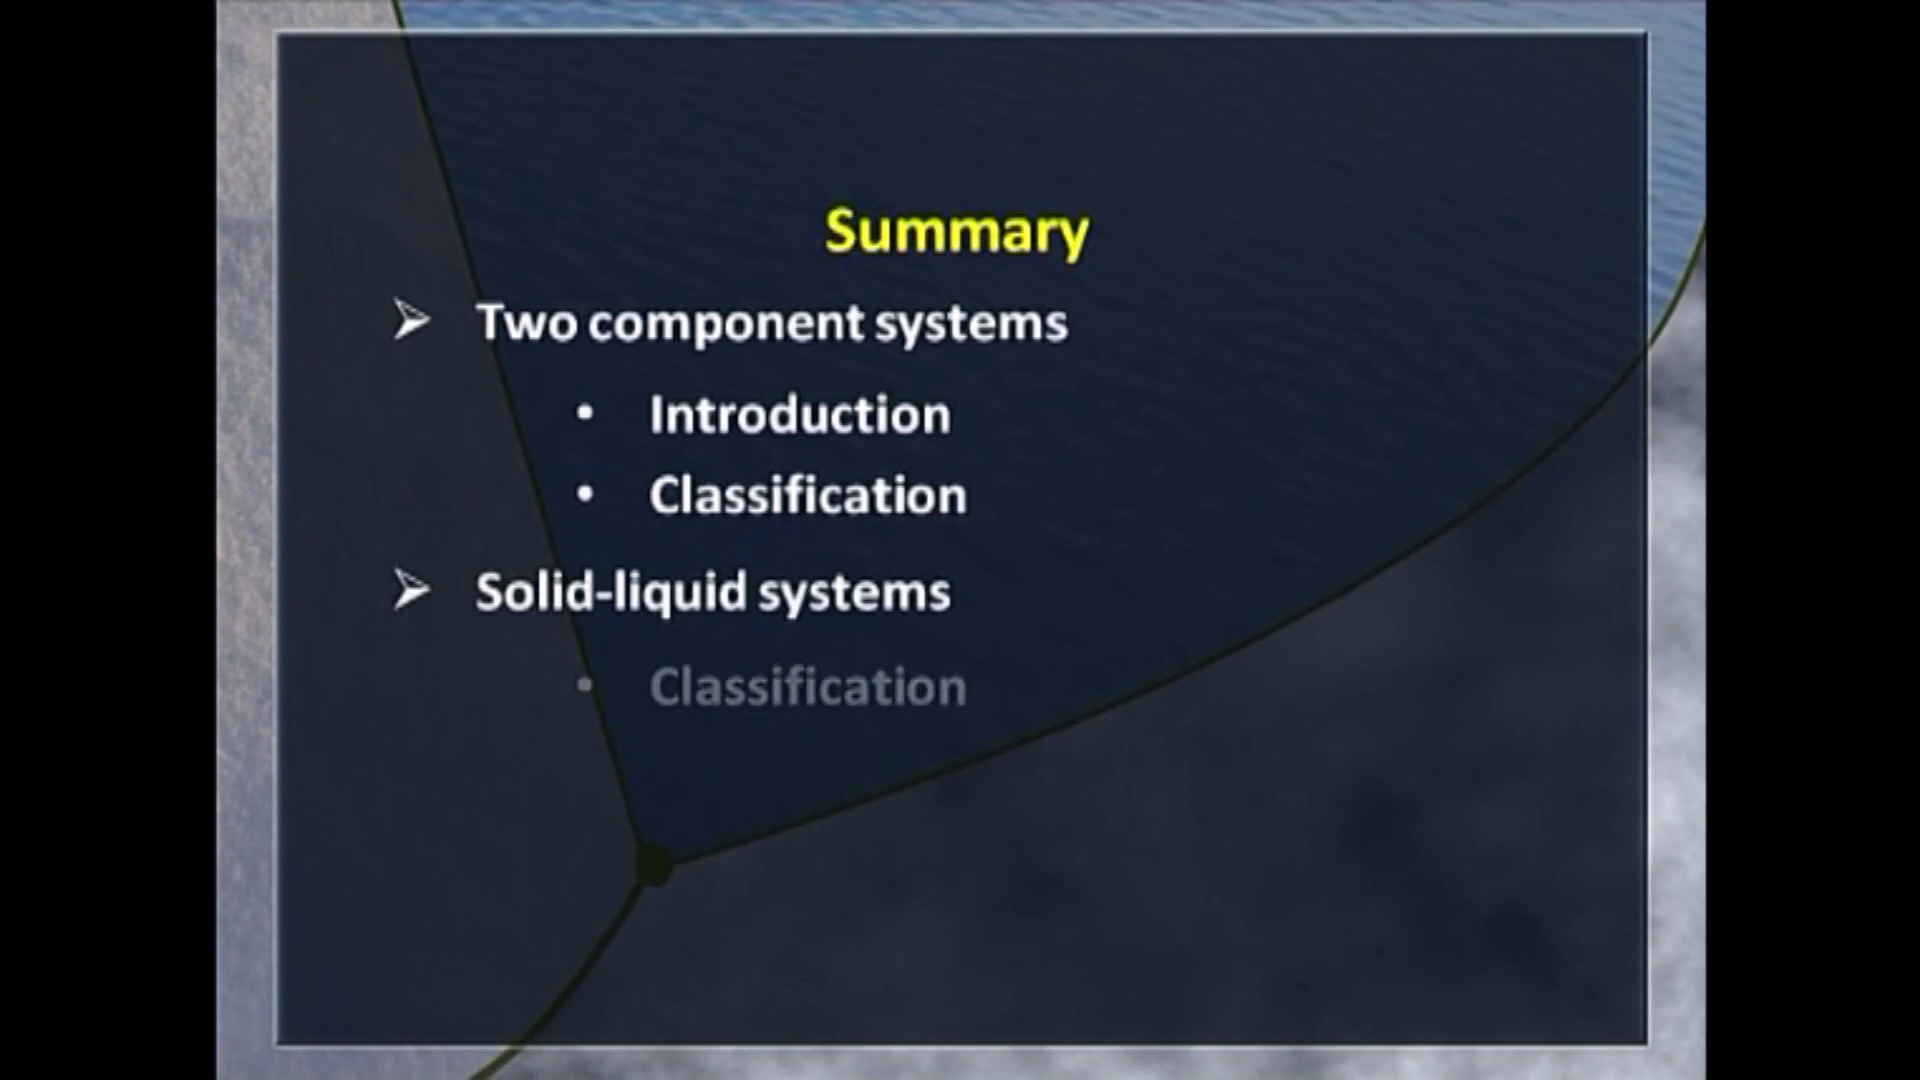 Summary
➢ Two component systems
• Introduction
• Classification
➢ Solid-liquid systems
• Classification